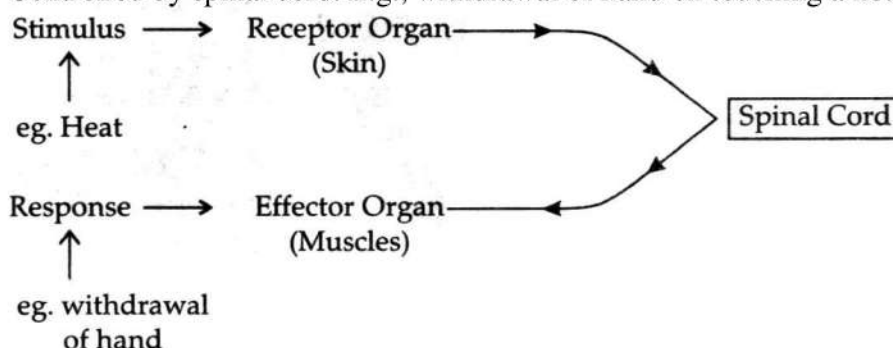 Stimulus Receptor Organ
(Skin)
eg. Heat
Spinal Cord
Response Effector Organ
(Muscles)
eg. withdrawal
of hand